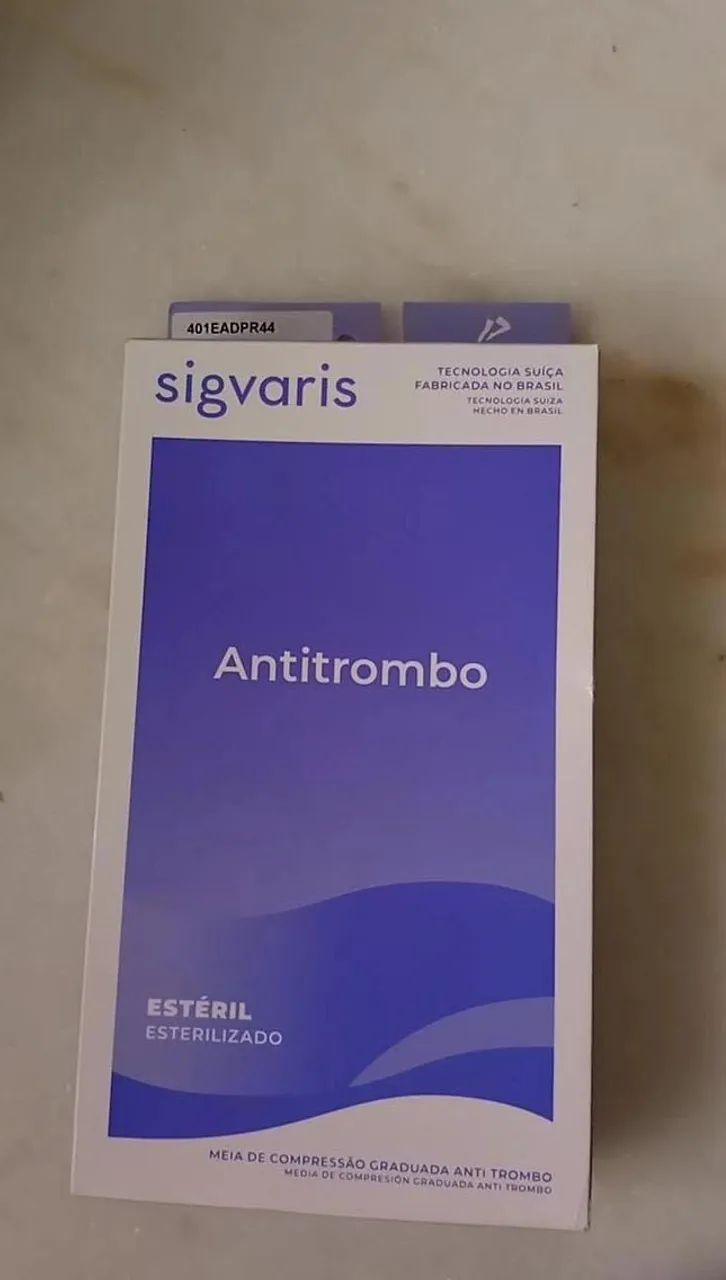 401EADPR44
sigvaris
TECNOLOGIA SUÍÇA
FABRICADA NO BRASIL
TECNOLOGIA SUIZA
HECHO EN BRASIL
Antitrombo
ESTÉRIL
ESTERILIZADO
MEIA DE COMPRESSÃO GRADUADA ANTI TROMBO
MEDIA DE COMPRESIÓN GRADUADA ANTI TROMBO